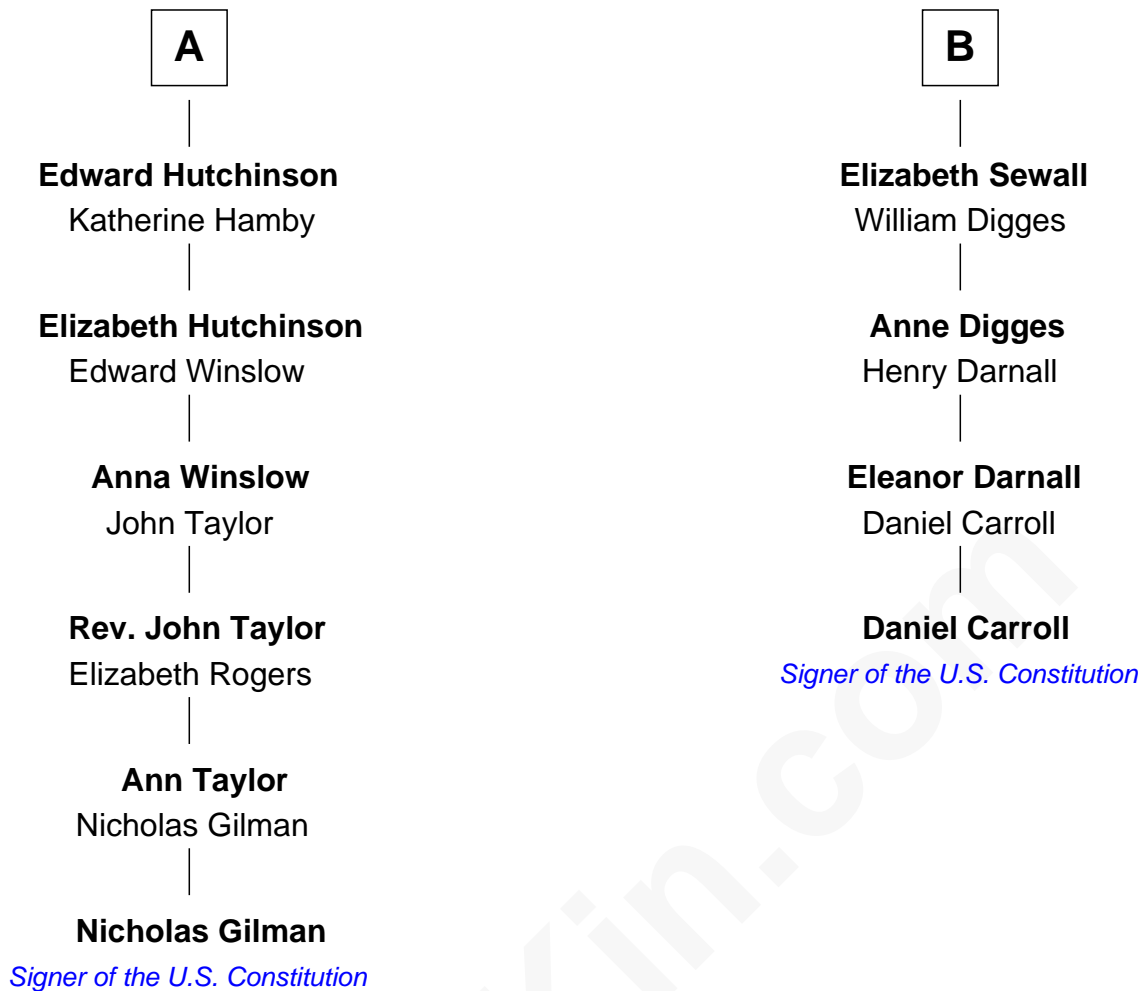 A
Edward Hutchinson
Katherine Hamby
Elizabeth Hutchinson
Edward Winslow
Anna Winslow
John Taylor
Rev. John Taylor
Elizabeth Rogers
Ann Taylor
Nicholas Gilman
Nicholas Gilman
Signer of the U.S. Constitution
B
Elizabeth Sewall
William Digges
Anne Digges
Henry Darnall
Eleanor Darnall
Daniel Carroll
Daniel Carroll
Signer of the U.S. Constitution
Kin.com